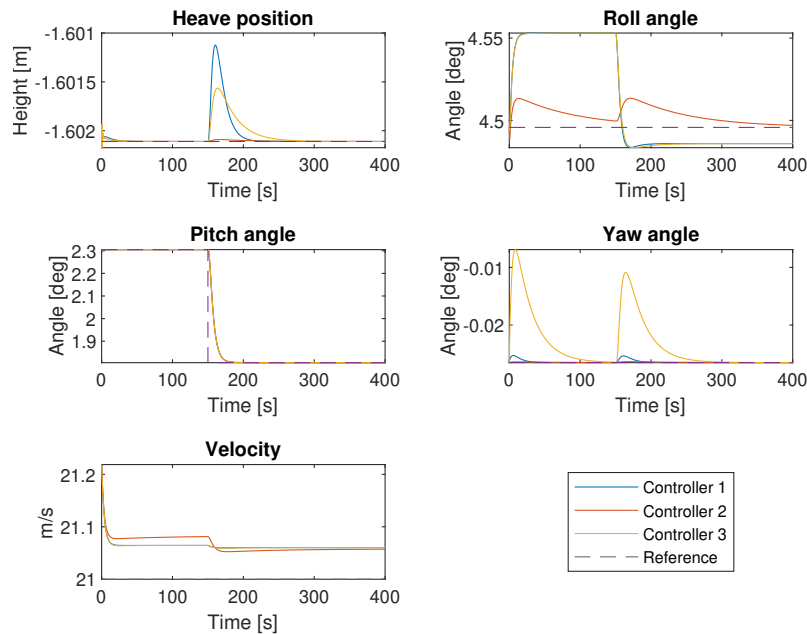 Heave position
-1.601
-1.6015
-1.602
Height [m]
0 100 200 300 400
Time [s]
Roll angle
4.55
4.5
Angle [deg]
0 100 200 300 400
Time [s]
Pitch angle
2.3
2.2
2.1
2
1.9
Angle [deg]
0 100 200 300 400
Time [s]
Yaw angle
-0.01
-0.02
Angle [deg]
0 100 200 300 400
Time [s]
Velocity
21.2
21.1
21
m/s
0 100 200 300 400
Time [s]
Controller 1
Controller 2
Controller 3
Reference